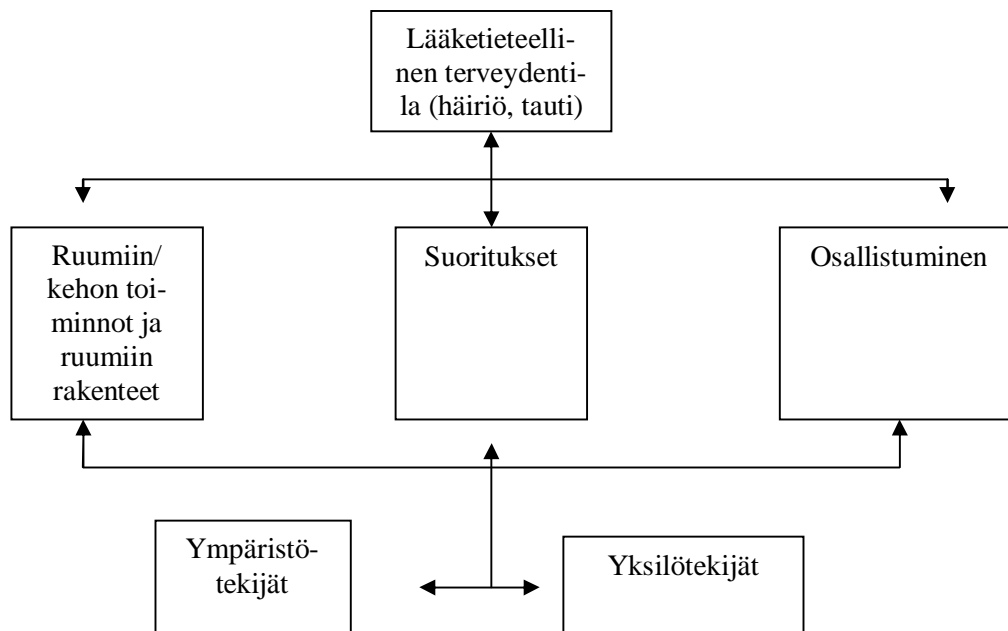 Lääketieteelli-
nen terveydenti-
la (häiriö, tauti)
Ruumiin/
kehon toi-
minnot ja
ruumiin
rakenteet
Suoritukset
Osallistuminen
Ympäristö-
tekijät
Yksilötekijät